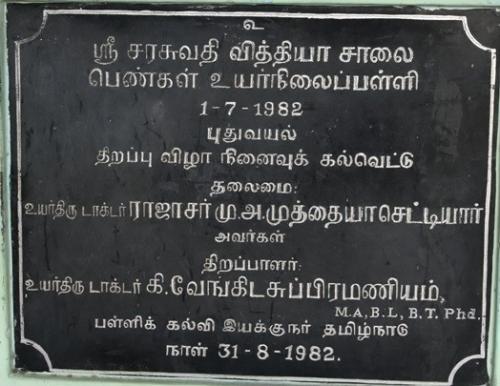 உ
ஸ்ரீ சரசுவதி வித்தியா சாலை
பெண்கள் உயர்நிலைப்பள்ளி
1-7-1982
புதுவயல்
திறப்பு விழா நினைவுக் கல்வெட்டு
தலைமை:
உயர்திரு டாக்டர் ராஜாசர் மு.அ.முத்தையா செட்டியார்
அவர்கள்
திறப்பாளர்:
உயர்திரு டாக்டர் கி.வேங்கிடசுப்பிரமணியம்,
M.A, B.L, B.T. Phd.
பள்ளிக் கல்வி இயக்குநர் தமிழ்நாடு
நாள் 31-8-1982.